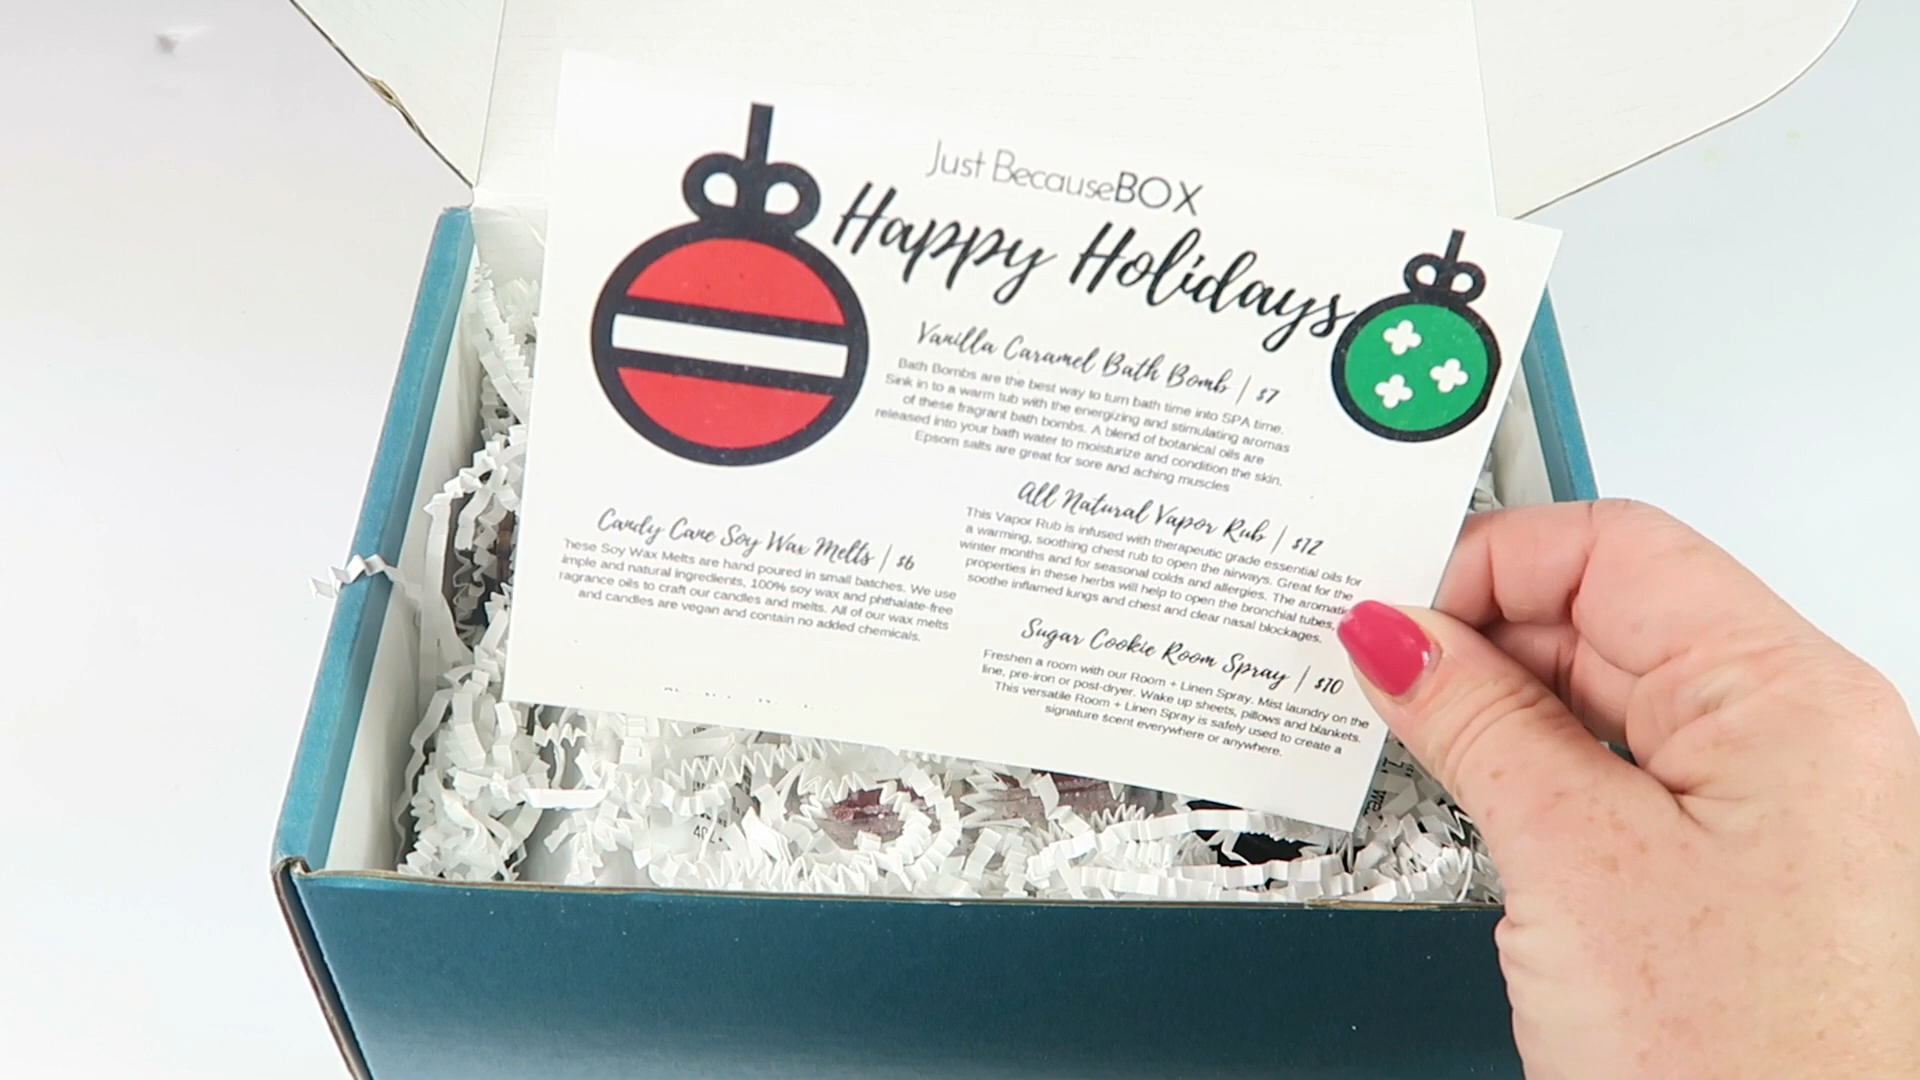 Just BecauseBOX
Happy Holidays
Vanilla Caramel Bath Bomb | $7
Bath Bombs are the best way to turn bath time into SPA time.
Sink in to a warm tub with the energizing and stimulating aromas
of these fragrant bath bombs. A blend of botanical oils are
released into your bath water to moisturize and condition the skin.
Epsom salts are great for sore and aching muscles
All Natural Vapor Rub | $12
This Vapor Rub is infused with therapeutic grade essential oils for
a warming, soothing chest rub to open the airways. Great for the
winter months and for seasonal colds and allergies. The aromatic
properties in these herbs will help to open the bronchial tubes,
soothe inflamed lungs and chest and clear nasal blockages.
Candy Cane Soy Wax Melts | $6
hese Soy Wax Melts are hand poured in small batches. We use
imple and natural ingredients, 100% soy wax and phthalate-free
ragrance oils to craft our candles and melts. All of our wax melts
and candles are vegan and contain no added chemicals.
Sugar Cookie Room Spray | $10
Freshen a room with our Room + Linen Spray. Mist laundry on the
line, pre-iron or post-dryer. Wake up sheets, pillows and blankets.
This versatile Room + Linen Spray is safely used to create a
signature scent everywhere or anywhere.